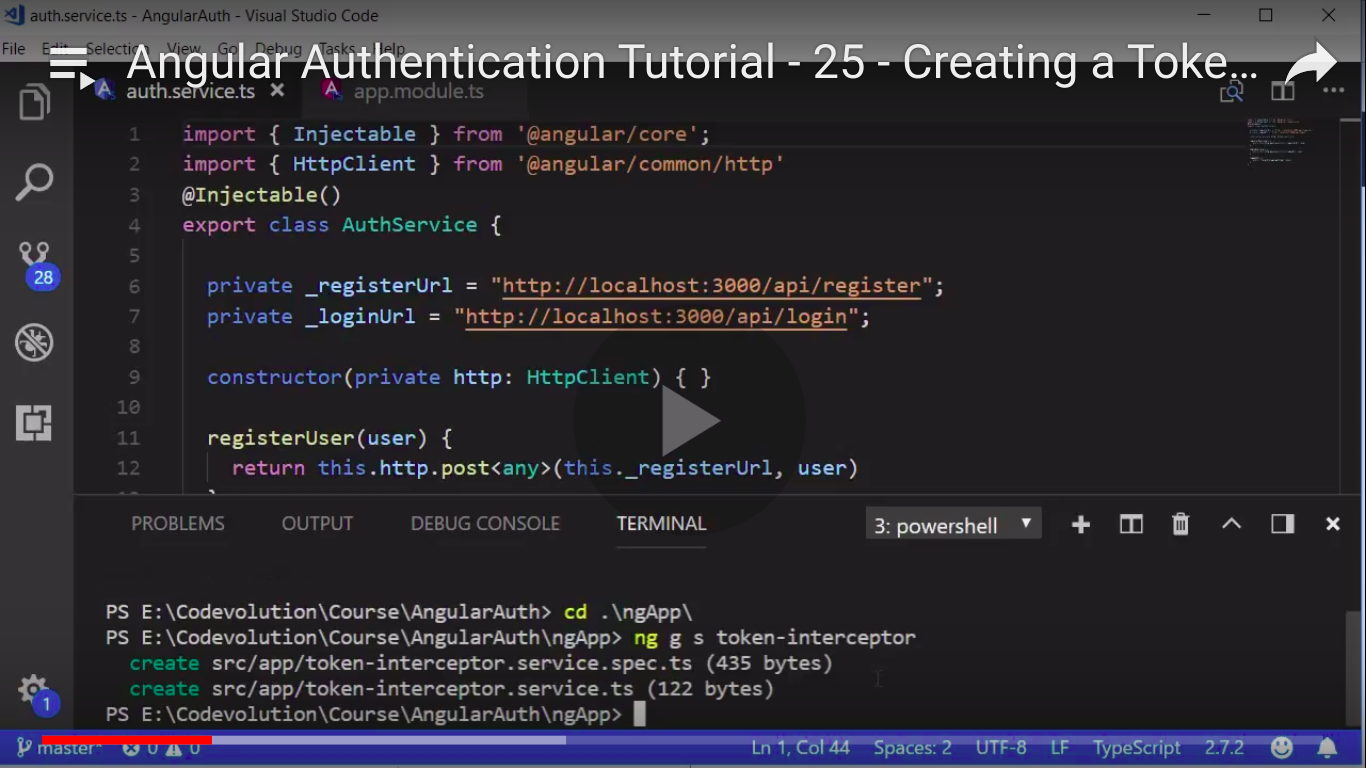 auth.service.ts - AngularAuth - Visual Studio Code
File Edit Selection View Go Debug Tasks Help
Angular Authentication Tutorial - 25 - Creating a Toke...
auth.service.ts app.module.ts
1 import { Injectable } from '@angular/core';
2 import { HttpClient } from '@angular/common/http'
3 @Injectable()
4 export class AuthService {
5
6 private _registerUrl = "http://localhost:3000/api/register";
7 private _loginUrl = "http://localhost:3000/api/login";
8
9 constructor(private http: HttpClient) { }
10
11 registerUser(user) {
12 return this.http.post<any>(this._registerUrl, user)
28
PROBLEMS OUTPUT DEBUG CONSOLE TERMINAL 3: powershell
PS E:\Codevolution\Course\AngularAuth> cd .\ngApp\
PS E:\Codevolution\Course\AngularAuth\ngApp> ng g s token-interceptor
create src/app/token-interceptor.service.spec.ts (435 bytes)
create src/app/token-interceptor.service.ts (122 bytes)
PS E:\Codevolution\Course\AngularAuth\ngApp>
1
master* 0 0 Ln 1, Col 44 Spaces: 2 UTF-8 LF TypeScript 2.7.2